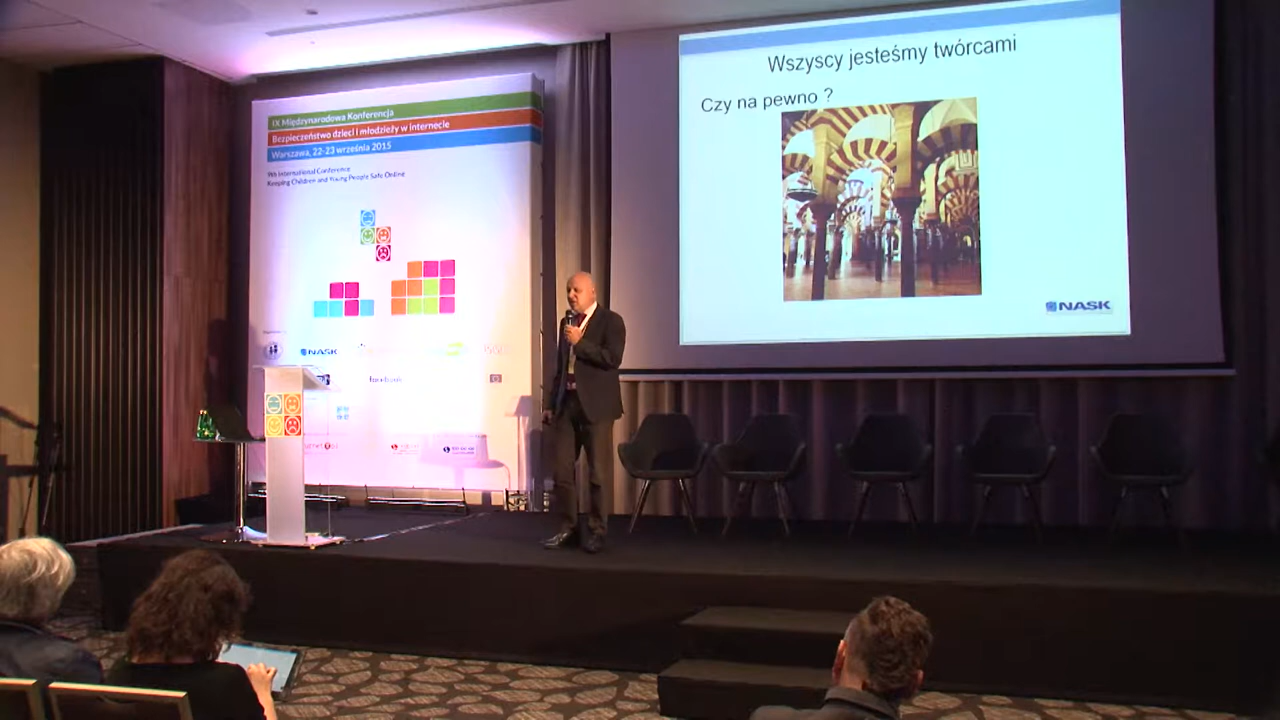 IX Międzynarodowa Konferencja
Bezpieczeństwo dzieci i młodzieży w internecie
Warszawa, 22-23 września 2015
9th International Conference
Keeping Children and Young People Safe Online
NASK
facebook
Wszyscy jesteśmy twórcami
Czy na pewno ?
NASK